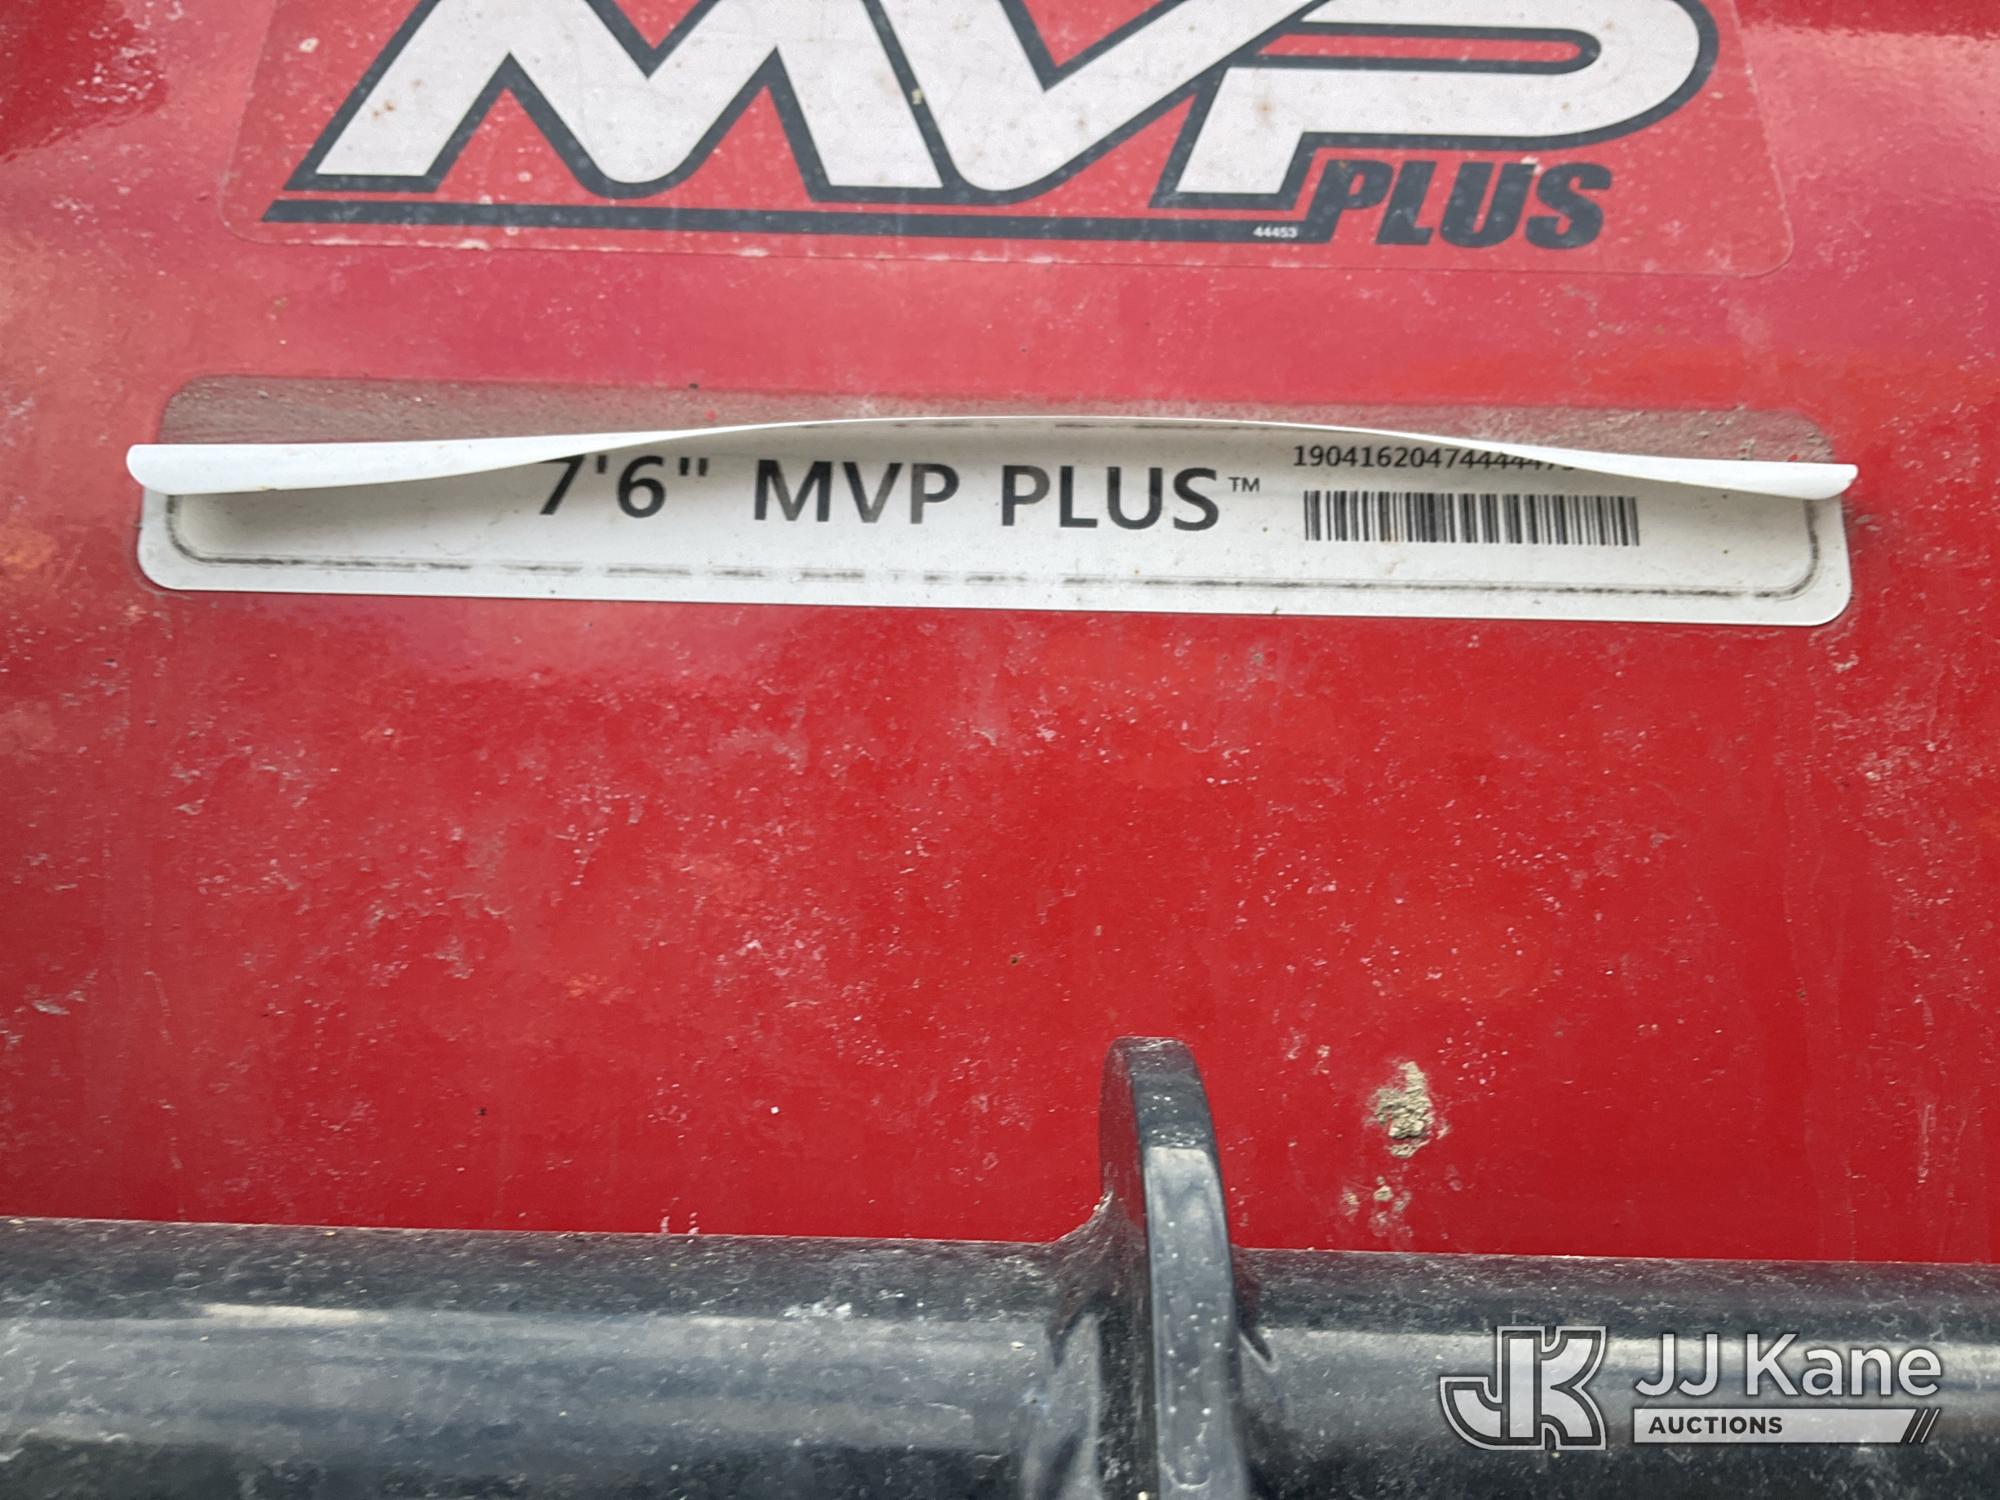 MVP
PLUS
44453
7'6" MVP PLUS™
JJ Kane
AUCTIONS